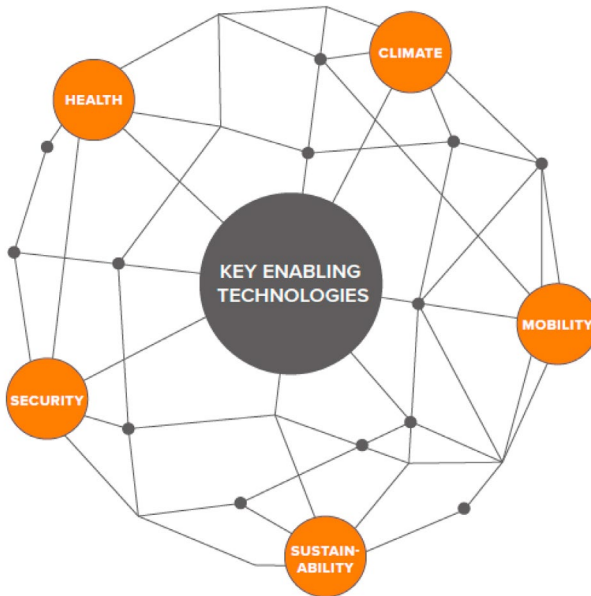 CLIMATE
HEALTH
KEY ENABLING
TECHNOLOGIES
MOBILITY
SECURITY
SUSTAIN-
ABILITY